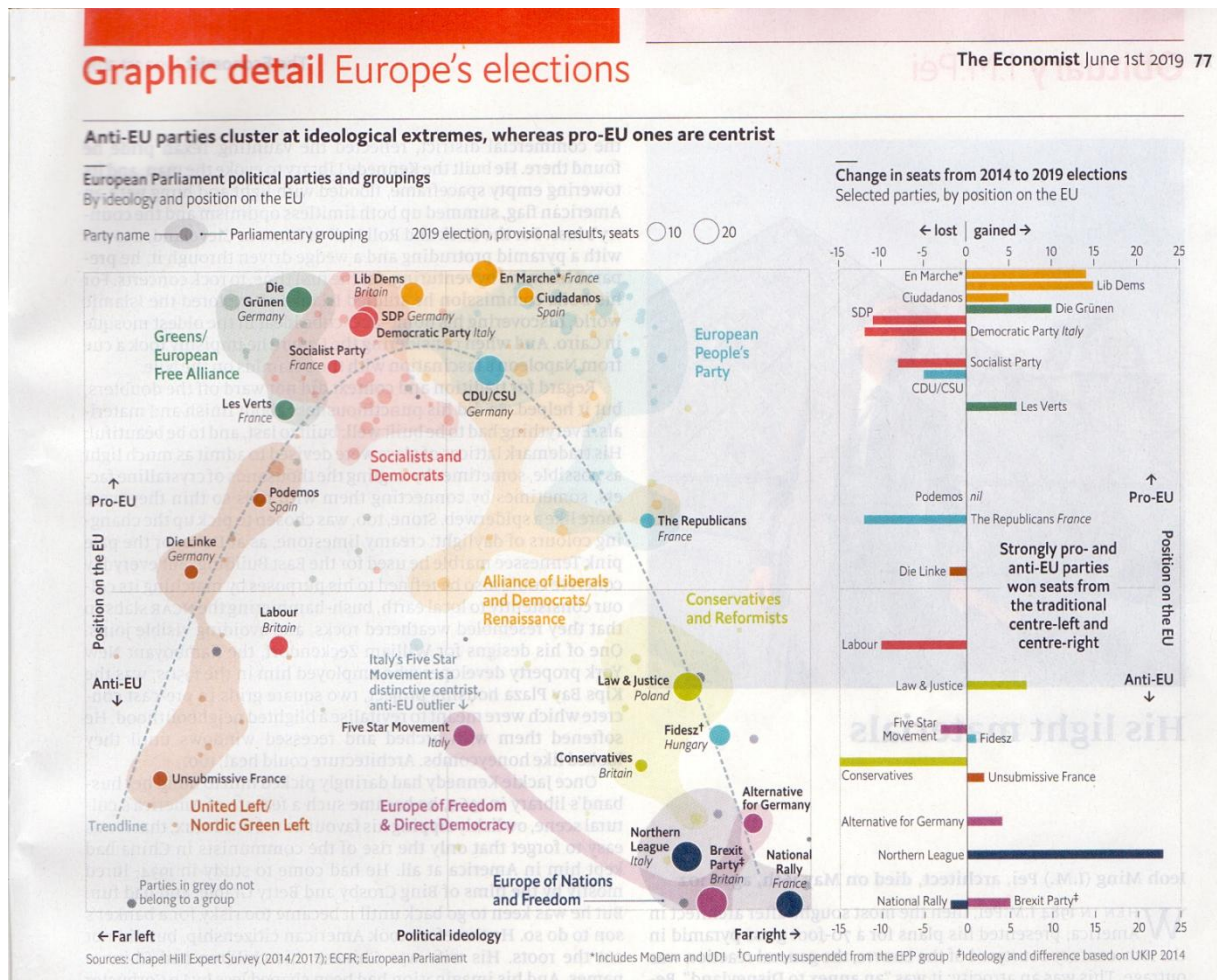 Graphic detail Europe's elections
The Economist June 1st 2019 77
Anti-EU parties cluster at ideological extremes, whereas pro-EU ones are centrist
European Parliament political parties and groupings
By ideology and position on the EU
Party name
Parliamentary grouping
2019 election, provisional results, seats
10
20
Die
Grünen
Germany
Lib Dems
Britain
En Marche* France
Ciudadanos
Spain
SDP Germany
Democratic Party Italy
Greens/
European
Free Alliance
Socialist Party
France
European
People's
Party
CDU/CSU
Germany
Les Verts
France
Socialists and
Democrats
↑
Pro-EU
Podemos
Spain
The Republicans
France
Die Linke
Germany
Alliance of Liberals
and Democrats/
Renaissance
Conservatives
and Reformists
Position on the EU
Labour
Britain
Italy's Five Star
Movement is a
distinctive centrist,
anti-EU outlier ↓
Anti-EU
↓
Law & Justice
Poland
Five Star Movement
Italy
Fidesz†
Hungary
Conservatives
Britain
Unsubmissive France
Alternative
for Germany
United Left/
Nordic Green Left
Europe of Freedom
& Direct Democracy
Trendline
Northern
League
Italy
Brexit
Party‡
Britain
National
Rally
France
Europe of Nations
and Freedom
Parties in grey do not
belong to a group
← Far left
Political ideology
Far right →
Change in seats from 2014 to 2019 elections
Selected parties, by position on the EU
← lost
gained →
-15 -10 -5 0 5 10 15 20 25
En Marche*
Lib Dems
Ciudadanos
Die Grünen
SDP
Democratic Party Italy
Socialist Party
CDU/CSU
Les Verts
↑
Pro-EU
Podemos nil
The Republicans France
Die Linke
Strongly pro- and
anti-EU parties
won seats from
the traditional
centre-left and
centre-right
Position on the EU
Labour
Anti-EU
↓
Law & Justice
Five Star
Movement
Fidesz
Conservatives
Unsubmissive France
Alternative for Germany
Northern League
National Rally
Brexit Party‡
-15 -10 -5 0 5 10 15 20 25
Sources: Chapel Hill Expert Survey (2014/2017); ECFR; European Parliament
*Includes MoDem and UDI †Currently suspended from the EPP group ‡Ideology and difference based on UKIP 2014